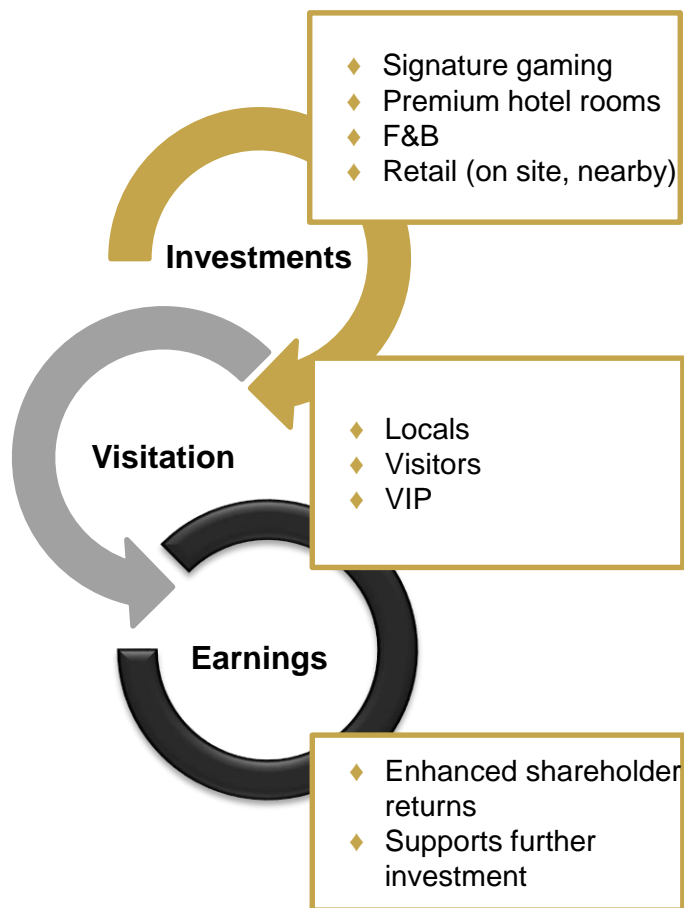 ♦ Signature gaming
♦ Premium hotel rooms
♦ F&B
♦ Retail (on site, nearby)
Investments
♦ Locals
♦ Visitors
♦ VIP
Visitation
Earnings
♦ Enhanced shareholder
returns
♦ Supports further
investment